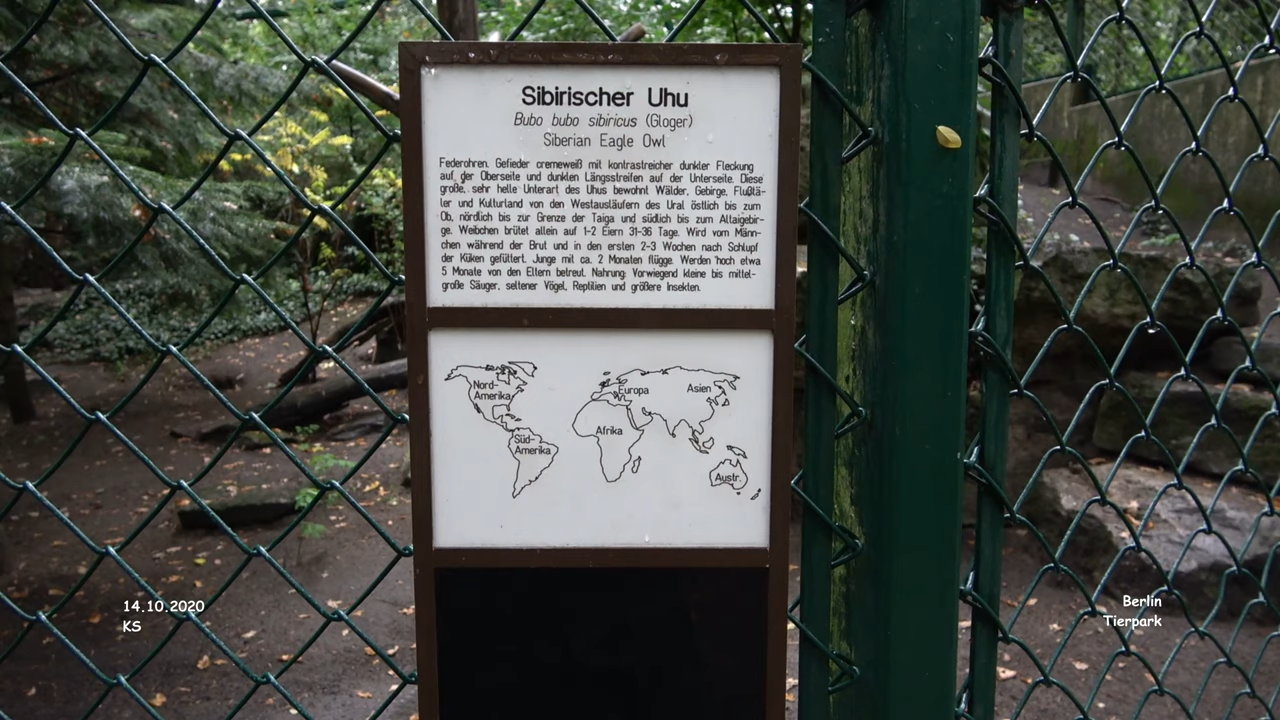 Sibirischer Uhu
Bubo bubo sibiricus (Gloger)
Siberian Eagle Owl
Federohren. Gefieder cremeweiß mit kontrastreicher dunkler Fleckung
auf der Oberseite und dunklen Längsstreifen auf der Unterseite. Diese
große, sehr helle Unterart des Uhus bewohnt Wälder, Gebirge, Flußtä-
ler und Kulturland von den Westausläufern des Ural östlich bis zum
Ob, nördlich bis zur Grenze der Taiga und südlich bis zum Altaigebir-
ge. Weibchen brütet allein auf 1-2 Eiern 31-36 Tage. Wird vom Männ-
chen während der Brut und in den ersten 2-3 Wochen nach Schlupf
der Küken gefüttert. Junge mit ca. 2 Monaten flügge. Werden noch etwa
5 Monate von den Eltern betreut. Nahrung: Vorwiegend kleine bis mittel-
große Säuger, seltener Vögel, Reptilien und größere Insekten.
Nord-
Amerika
Europa
Asien
Afrika
Süd-
Amerika
Austr.
14.10.2020
KS
Berlin
Tierpark